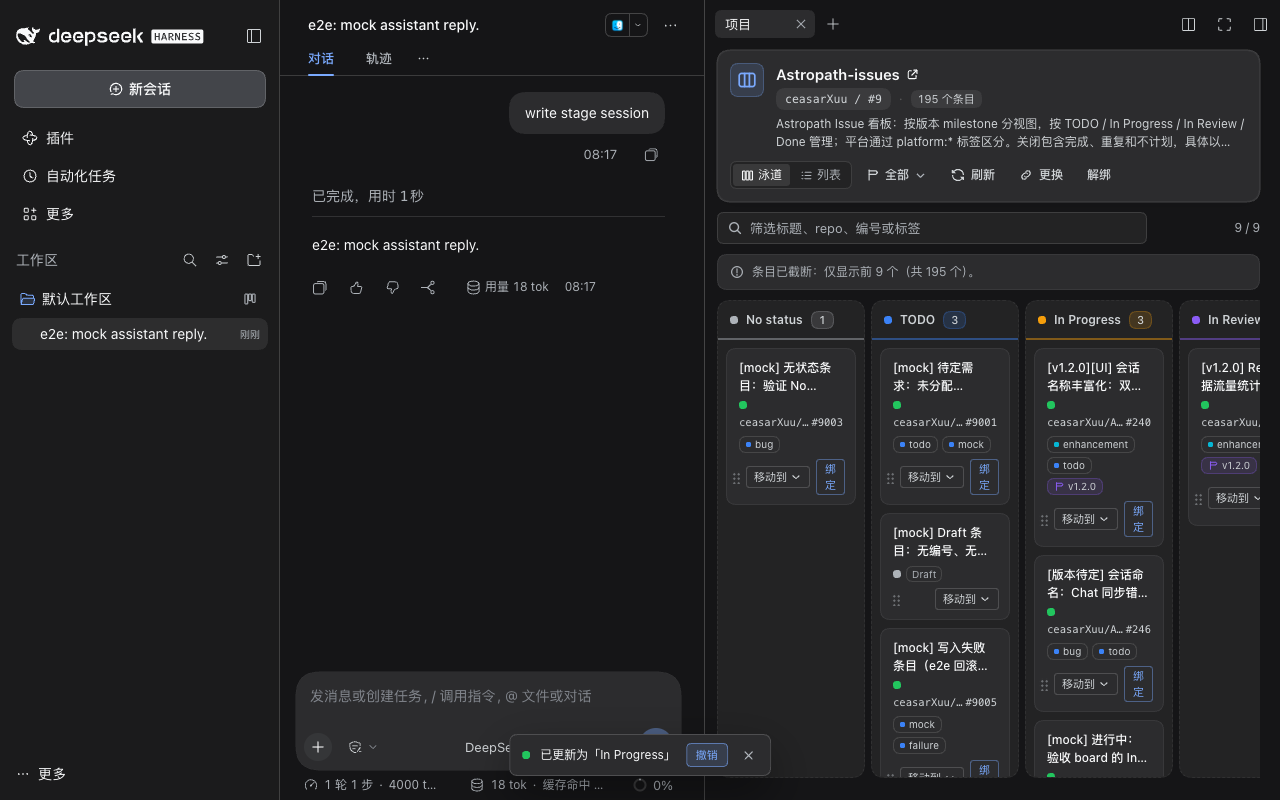 deepseek HARNESS
新会话
插件
自动化任务
更多
工作区
默认工作区
e2e: mock assistant reply.
刚刚
更多
e2e: mock assistant reply.
对话
轨迹
write stage session
08:17
已完成，用时 1 秒
e2e: mock assistant reply.
用量 18 tok
08:17
发消息或创建任务, / 调用指令, @ 文件或对话
DeepSe
1 轮 1 步 · 4000 t...
18 tok · 缓存命中 ...
0%
已更新为「In Progress」
撤销
项目
Astropath-issues
ceasarXuu / #9
·
195 个条目
Astropath Issue 看板：按版本 milestone 分视图，按 TODO / In Progress / In Review /
Done 管理；平台通过 platform:* 标签区分。关闭包含完成、重复和不计划，具体以...
泳道
列表
全部
刷新
更换
解绑
筛选标题、repo、编号或标签
9 / 9
条目已截断：仅显示前 9 个（共 195 个）。
No status
1
[mock] 无状态条
目：验证 No...
ceasarXuu/… #9003
bug
移动到
绑
定
TODO
3
[mock] 待定需
求：未分配...
ceasarXuu/… #9001
todo
mock
移动到
绑
定
[mock] Draft 条
目：无编号、无...
Draft
移动到
[mock] 写入失败
条目（e2e 回滚...
ceasarXuu/… #9005
mock
failure
移动到
绑
In Progress
3
[v1.2.0][UI] 会话
名称丰富化：双...
ceasarXuu/A… #240
enhancement
todo
v1.2.0
移动到
绑
定
[版本待定] 会话命
名：Chat 同步错...
ceasarXuu/A… #246
bug
todo
移动到
绑
定
[mock] 进行中：
验收 board 的 In...
In Review
[v1.2.0] Re
据流量统计
ceasarXuu/
enhancer
v1.2.0
移动到